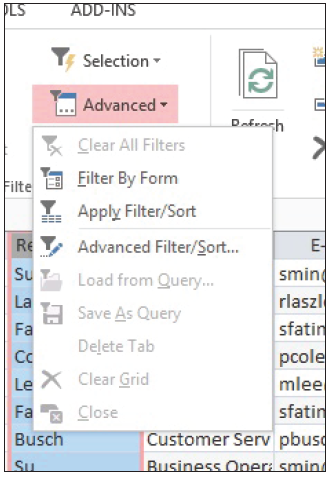 OLS ADD-INS
Selection
Advanced
Refresh
Clear All Filters
Filter By Form
Filte
Apply Filter/Sort
Re E-
Advanced Filter/Sort...
Su smin@
Load from Query...
La rlaszl
Save As Query
Fa sfatin
Delete Tab
Co pcole
Clear Grid
Le mlee
Close
Fa sfatin
Busch Customer Serv pbusc
Su Business Opera smin@